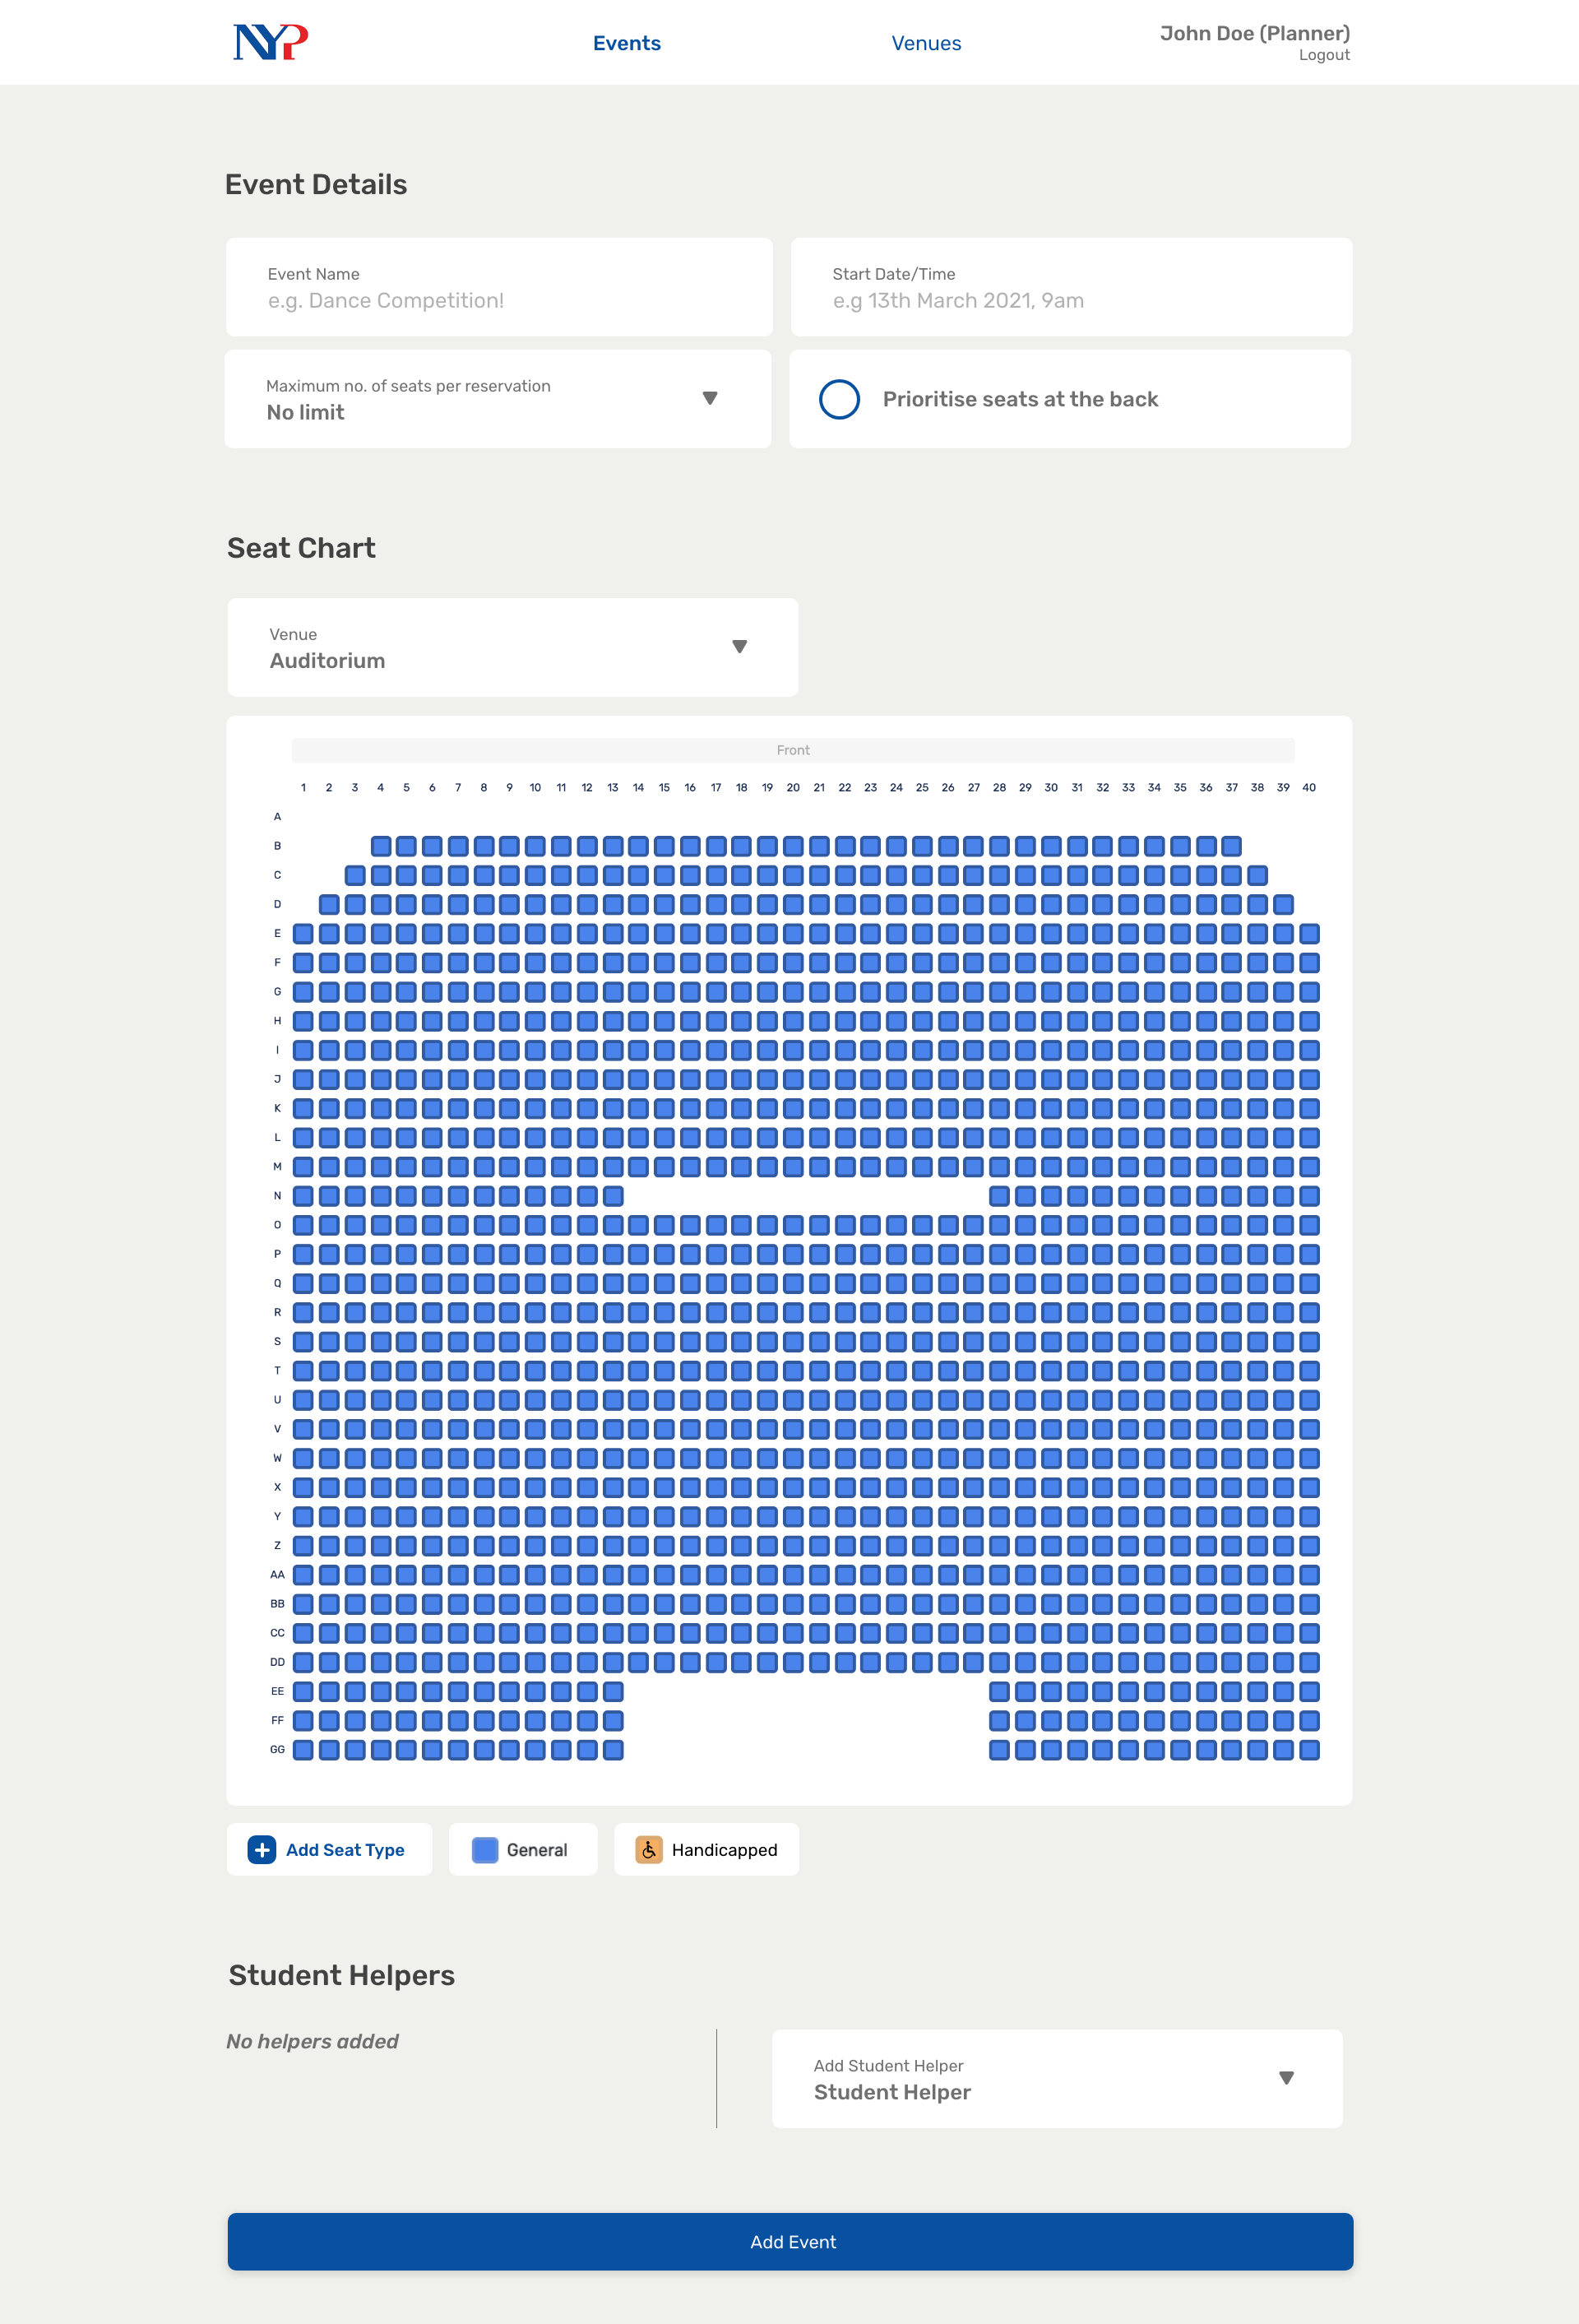 NYP
Events
Venues
John Doe (Planner)
Logout
Event Details
Event Name
e.g. Dance Competition!
Start Date/Time
e.g 13th March 2021, 9am
Maximum no. of seats per reservation
No limit
Prioritise seats at the back
Seat Chart
Venue
Auditorium
Front
1 2 3 4 5 6 7 8 9 10 11 12 13 14 15 16 17 18 19 20 21 22 23 24 25 26 27 28 29 30 31 32 33 34 35 36 37 38 39 40
A
B
C
D
E
F
G
H
I
J
K
L
M
N
O
P
Q
R
S
T
U
V
W
X
Y
Z
AA
BB
CC
DD
EE
FF
GG
Add Seat Type
General
Handicapped
Student Helpers
No helpers added
Add Student Helper
Student Helper
Add Event